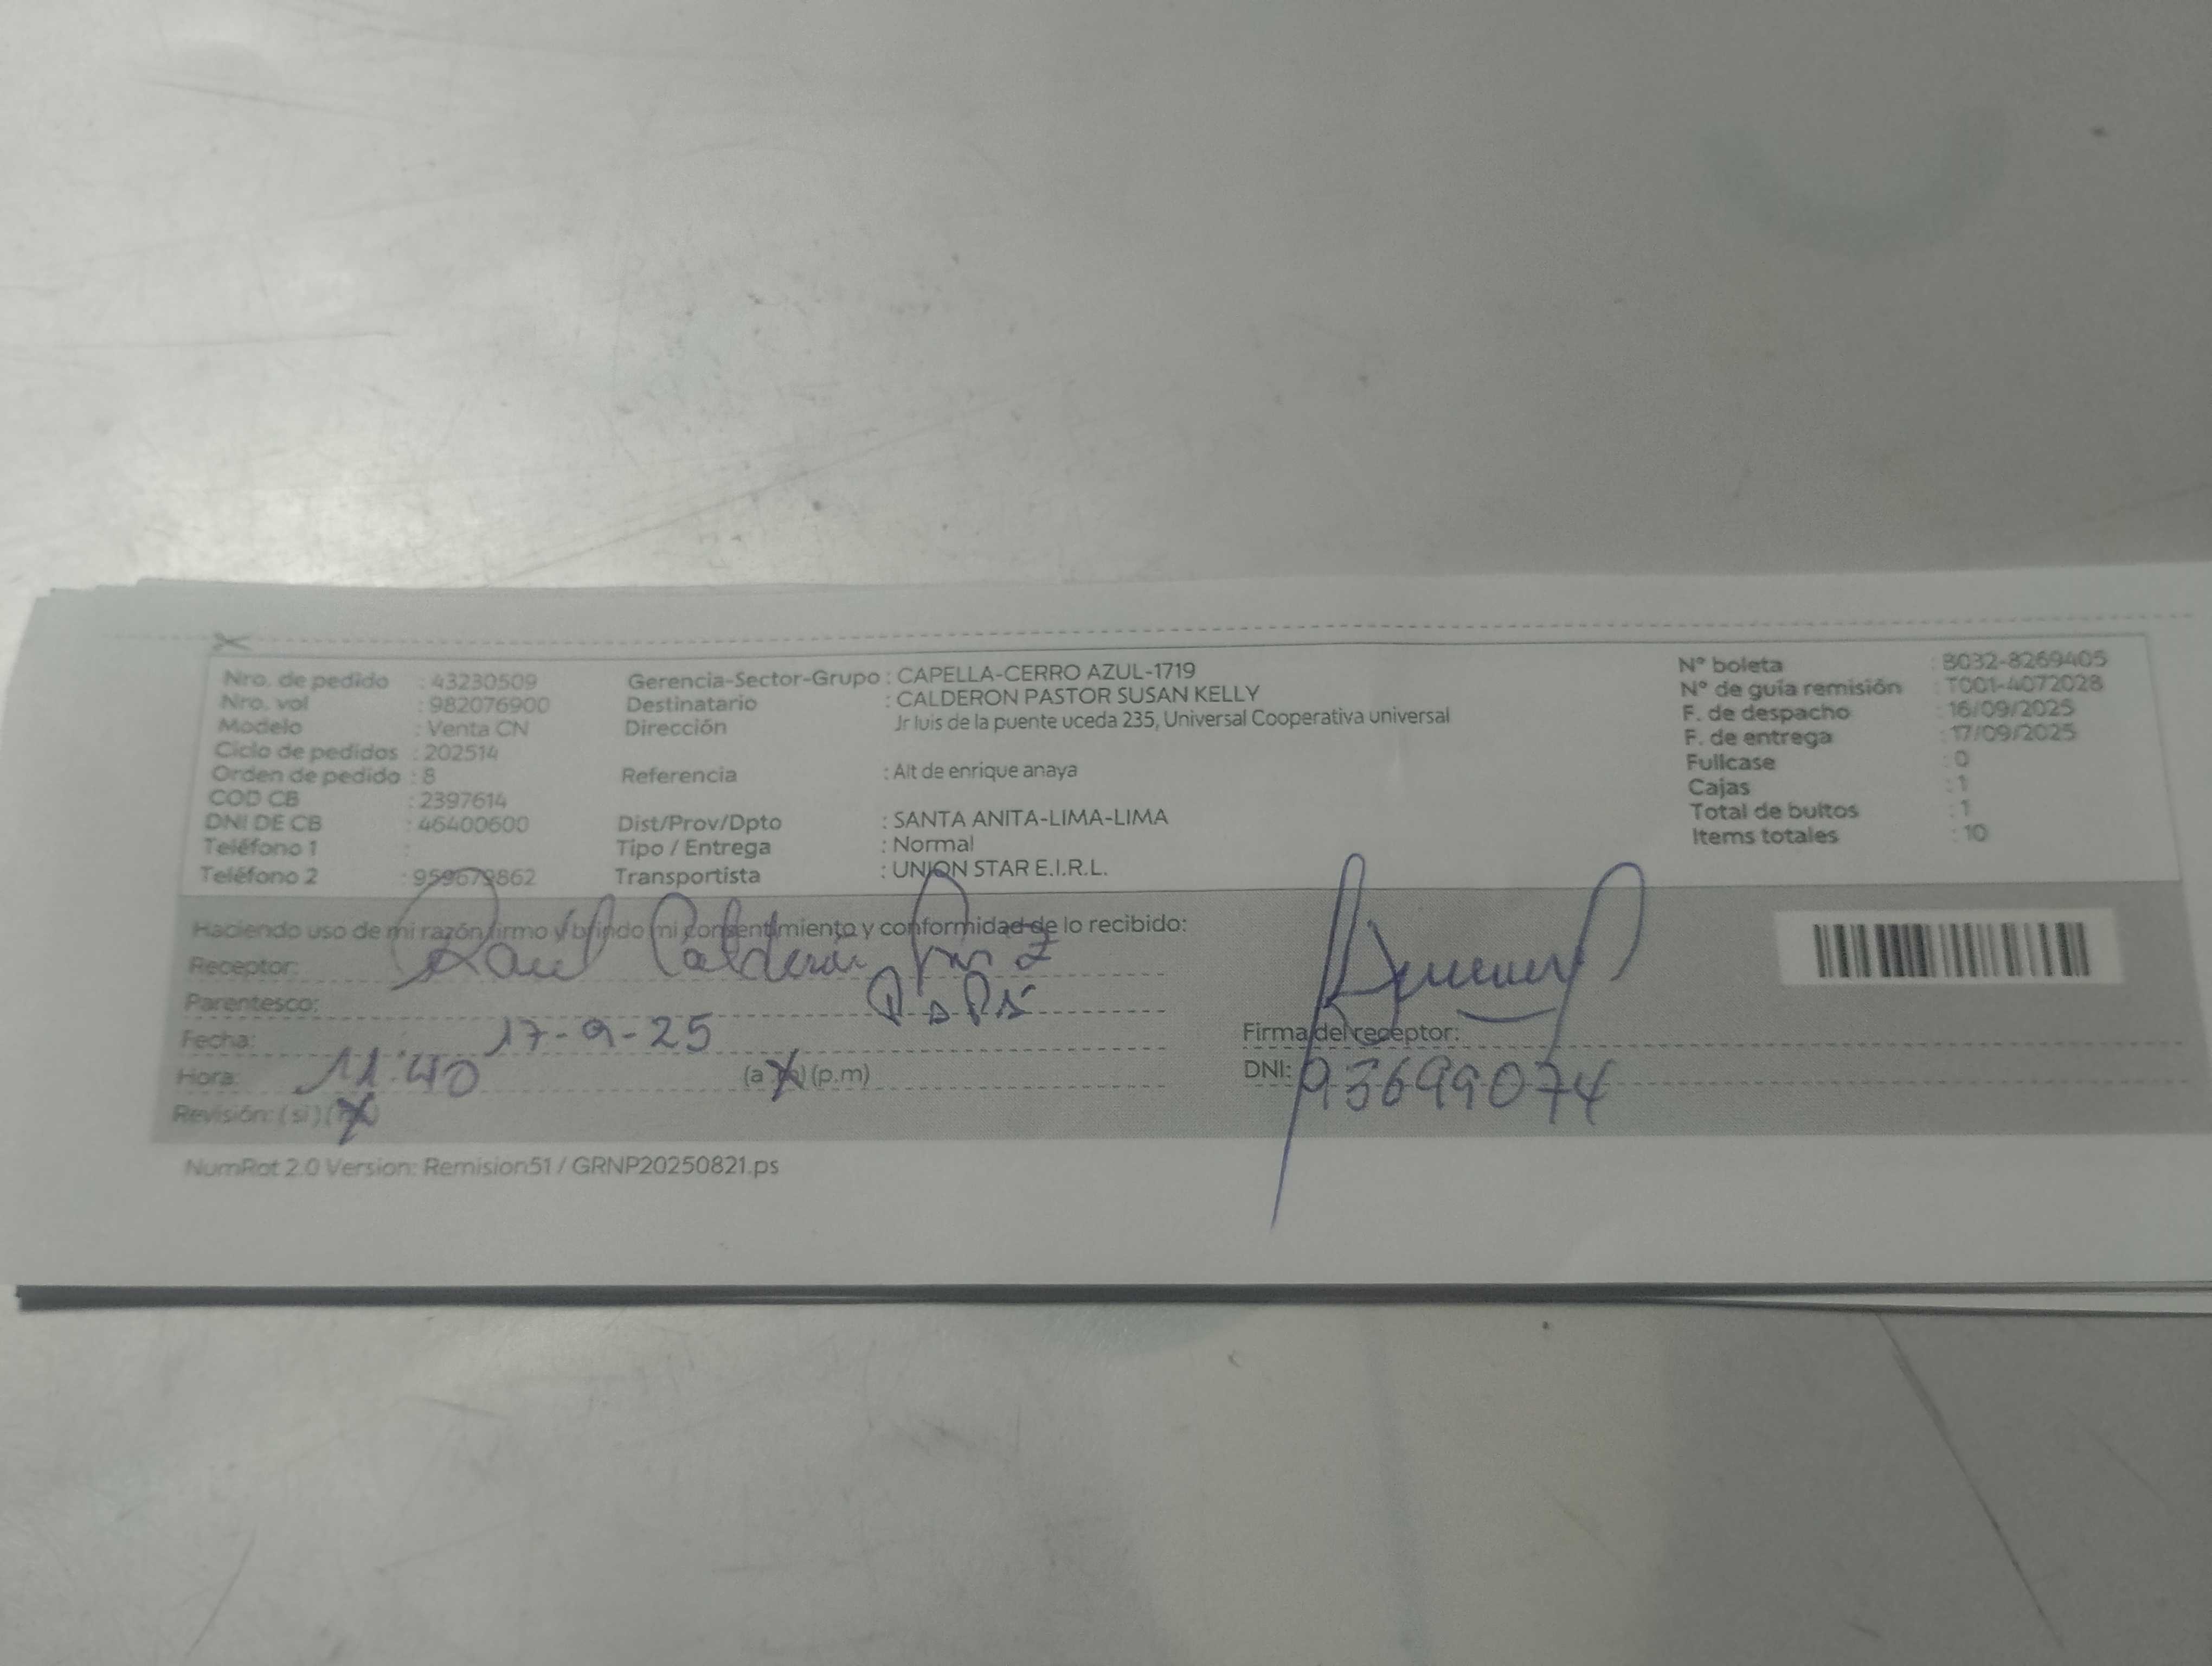 Nro. de pedido : 43230509 Gerencia-Sector-Grupo : CAPELLA-CERRO AZUL-1719 N° boleta : B032-8269405
Nro. vol : 982076900 Destinatario : CALDERON PASTOR SUSAN KELLY N° de guía remisión : T001-4072028
Modelo : Venta CN Dirección Jr luis de la puente uceda 235, Universal Cooperativa universal F. de despacho : 16/09/2025
Ciclo de pedidos : 202514 F. de entrega : 17/09/2025
Orden de pedido : 8 Referencia : Alt de enrique anaya Fullcase : 0
COD CB : 2397614 Cajas : 1
DNI DE CB : 46400600 Dist/Prov/Dpto : SANTA ANITA-LIMA-LIMA Total de bultos : 1
Teléfono 1 : Tipo / Entrega : Normal Items totales : 10
Teléfono 2 : 959679862 Transportista : UNION STAR E.I.R.L.
Haciendo uso de mi razón firmo y brindo mi consentimiento y conformidad de lo recibido:
Receptor: Raul Calderón
Parentesco: PAPÁ
Fecha: 17-9-25 Firma del receptor:
Hora: 11:40 (a.m) (p.m) DNI: 93699074
Revisión: (si) (no)
NumRot 2.0 Version: Remision51 / GRNP20250821.ps